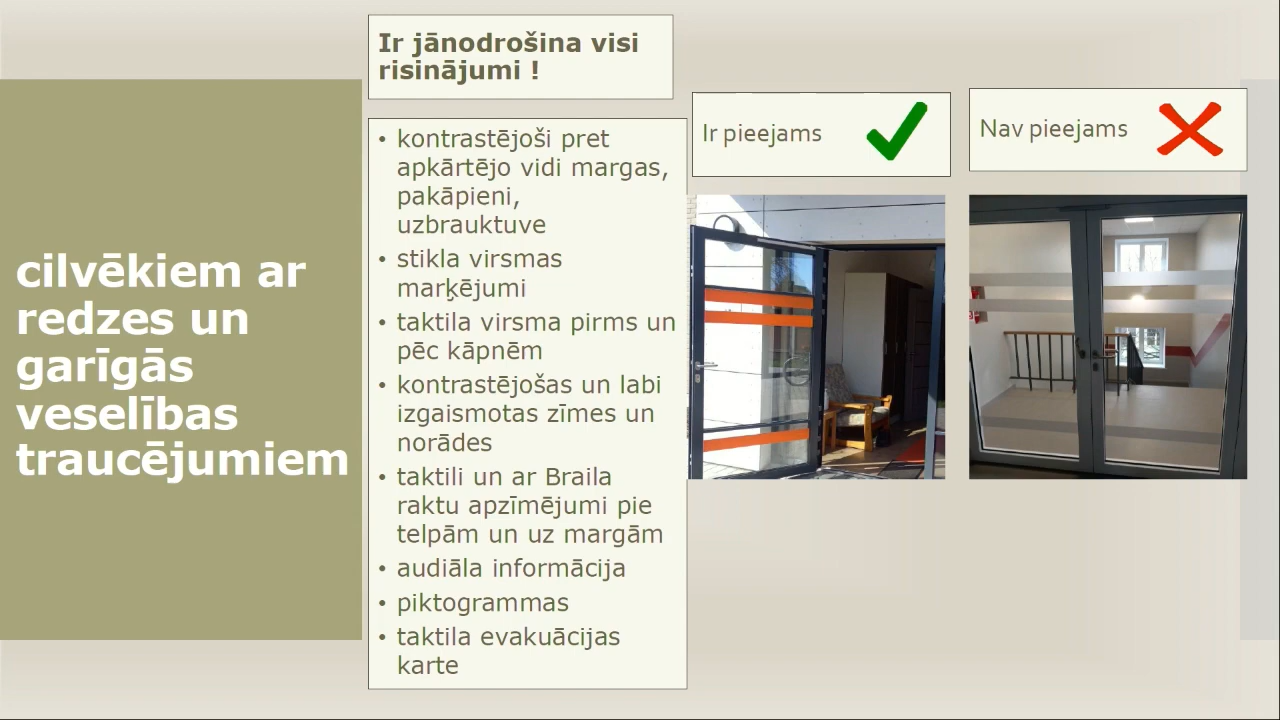 cilvēkiem ar
redzes un
garīgās
veselības
traucējumiem
Ir jānodrošina visi
risinājumi !
• kontrastējoši pret
apkārtējo vidi margas,
pakāpieni,
uzbrauktuve
• stikla virsmas
marķējumi
• taktila virsma pirms un
pēc kāpnēm
• kontrastējošas un labi
izgaismotas zīmes un
norādes
• taktili un ar Braila
raktu apzīmējumi pie
telpām un uz margām
• audiāla informācija
• piktogrammas
• taktila evakuācijas
karte
Ir pieejams
Nav pieejams